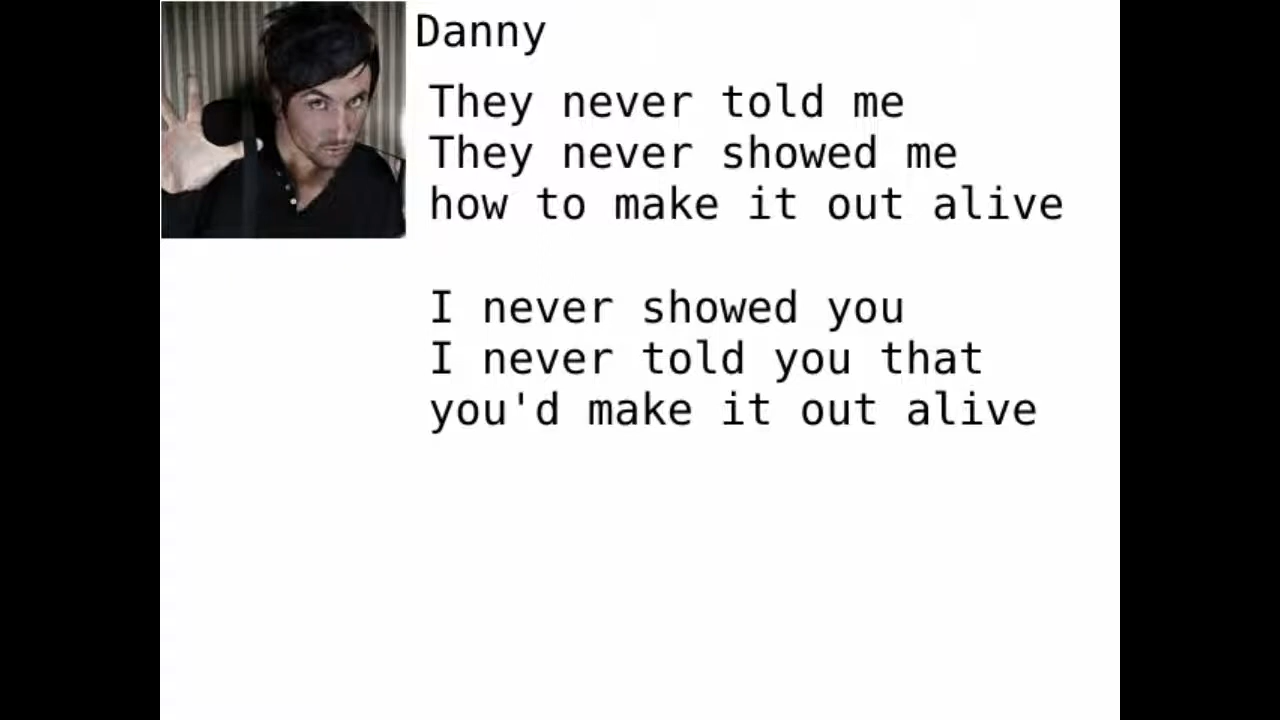 Danny
They never told me
They never showed me
how to make it out alive
I never showed you
I never told you that
you'd make it out alive